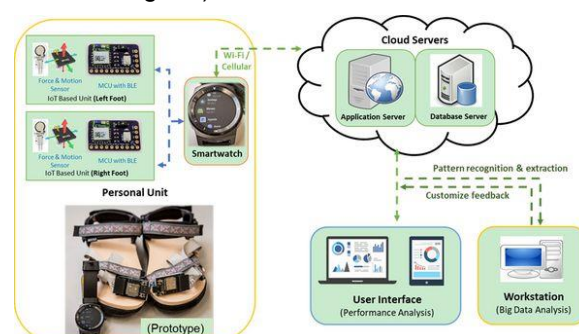 Force & Motion
Sensor
MCU with BLE
IoT Based Unit (Left Foot)
Force & Motion
Sensor
MCU with BLE
IoT Based Unit (Right Foot)
Personal Unit
(Prototype)
Smartwatch
Wi-Fi /
Cellular
Cloud Servers
Application Server
Database Server
Pattern recognition & extraction
Customize feedback
User Interface
(Performance Analysis)
Workstation
(Big Data Analysis)